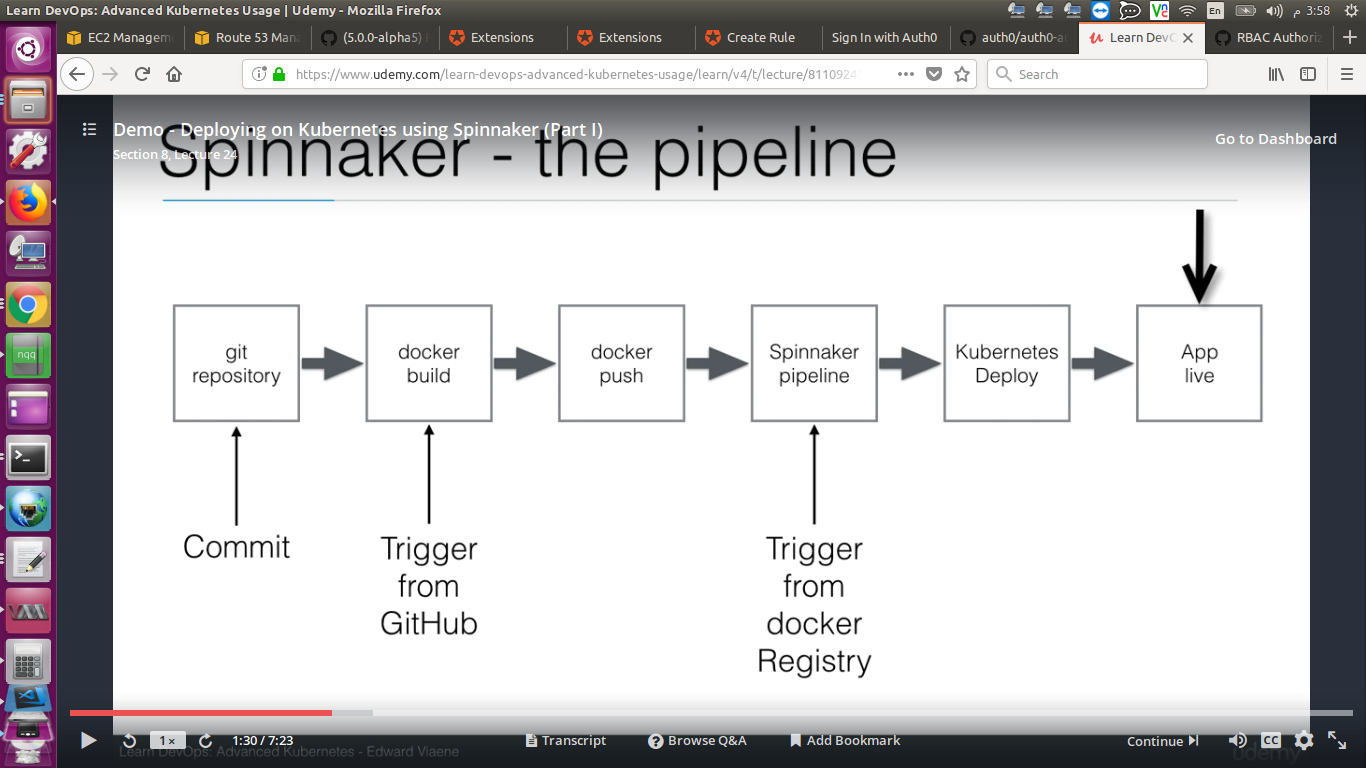 Learn DevOps: Advanced Kubernetes Usage | Udemy - Mozilla Firefox
En
3:58 م
EC2 Managem
Route 53 Mana
(5.0.0-alpha5)
Extensions
Extensions
Create Rule
Sign In with Auth0
auth0/auth0-au
Learn DevO
RBAC Authoriz
https://www.udemy.com/learn-devops-advanced-kubernetes-usage/learn/v4/t/lecture/8110924
Search
Demo - Deploying on Kubernetes using Spinnaker (Part I)
Section 8, Lecture 24
Go to Dashboard
Spinnaker - the pipeline
git
repository
docker
build
docker
push
Spinnaker
pipeline
Kubernetes
Deploy
App
live
Commit
Trigger
from
GitHub
Trigger
from
docker
Registry
nqq
1×
1:30 / 7:23
Transcript
Browse Q&A
Add Bookmark
Continue
CC
Learn DevOps: Advanced Kubernetes - Edward Viaene
udemy